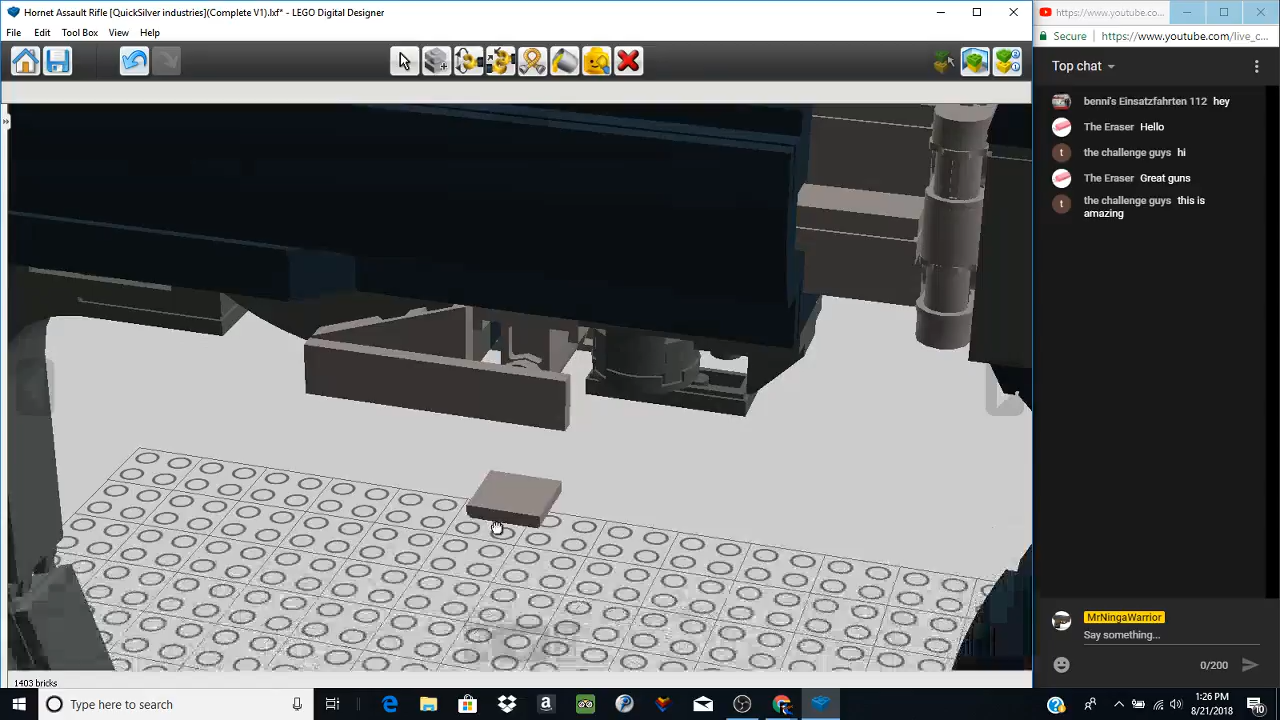 Hornet Assault Rifle [QuickSilver industries](Complete V1).lxf* - LEGO Digital Designer
https://www.youtube.co...
File Edit Tool Box View Help
Secure https://www.youtube.com/live_c...
Top chat
benni's Einsatzfahrten 112 hey
The Eraser Hello
t the challenge guys hi
The Eraser Great guns
t the challenge guys this is
amazing
MrNingaWarrior
Say something...
0/200
1403 bricks
Type here to search
1:26 PM
8/21/2018
10